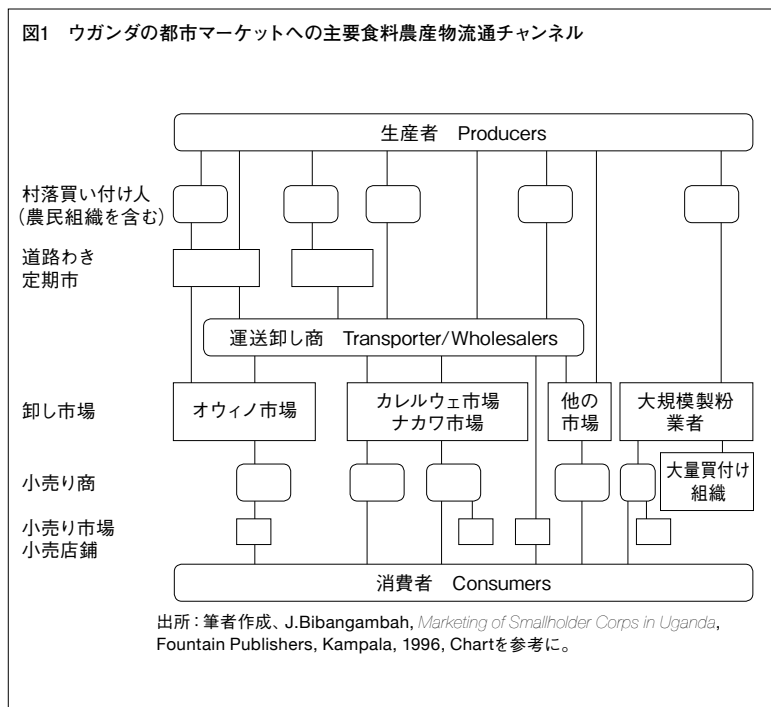 図1 ウガンダの都市マーケットへの主要食料農産物流通チャンネル
生産者 Producers
村落買い付け人
（農民組織を含む）
道路わき
定期市
運送卸し商 Transporter/Wholesalers
卸し市場
オウィノ市場
カレルウェ市場
ナカワ市場
他の
市場
大規模製粉
業者
小売り商
大量買付け
組織
小売り市場
小売店舗
消費者 Consumers
出所：筆者作成、J.Bibangambah, Marketing of Smallholder Corps in Uganda,
Fountain Publishers, Kampala, 1996, Chartを参考に。